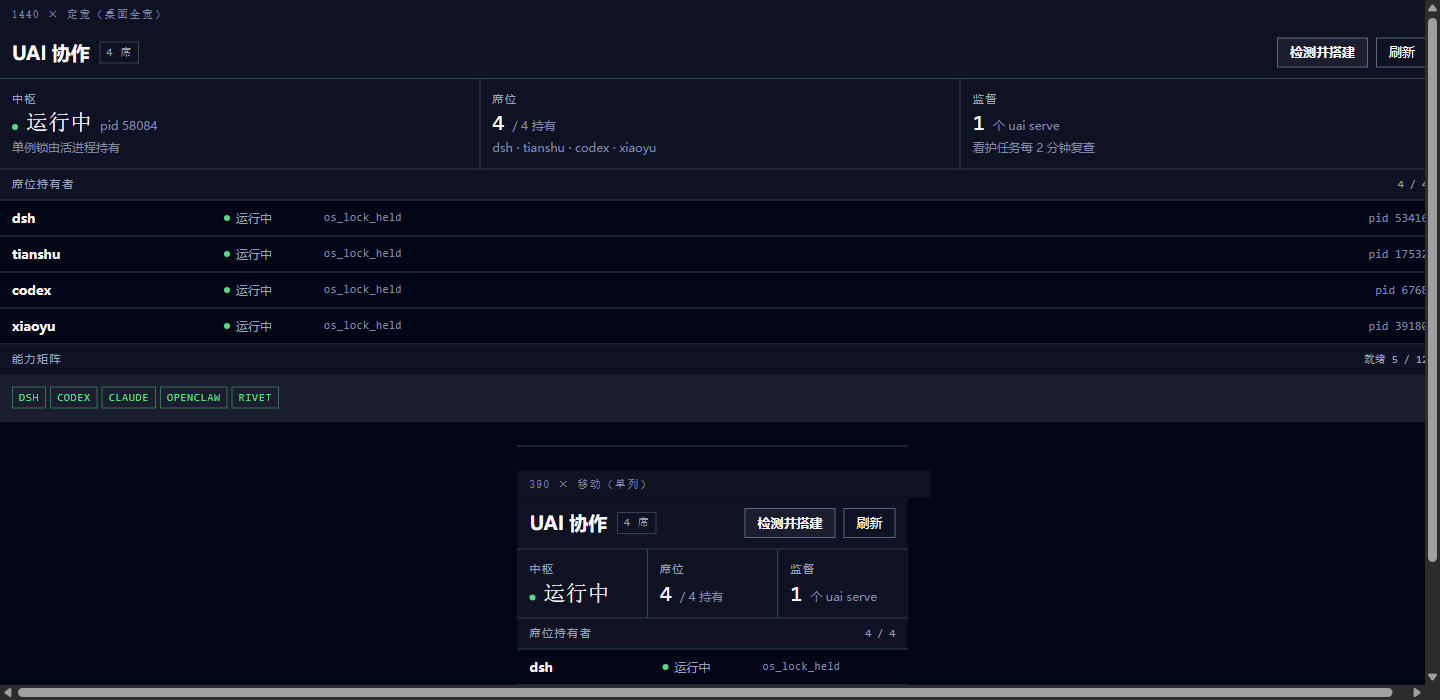 1440 × 定宽（桌面全宽）
UAI 协作 4 席 检测并搭建 刷新
中枢 席位 监督
运行中 pid 58084 4 / 4 持有 1 个 uai serve
单例锁由活进程持有 dsh · tianshu · codex · xiaoyu 看护任务每 2 分钟复查
席位持有者 4 / 4
dsh 运行中 os_lock_held pid 53416
tianshu 运行中 os_lock_held pid 17532
codex 运行中 os_lock_held pid 6768
xiaoyu 运行中 os_lock_held pid 39180
能力矩阵 就绪 5 / 12
DSH CODEX CLAUDE OPENCLAW RIVET
390 × 移动（单列）
UAI 协作 4 席 检测并搭建 刷新
中枢 席位 监督
运行中 4 / 4 持有 1 个 uai serve
席位持有者 4 / 4
dsh 运行中 os_lock_held